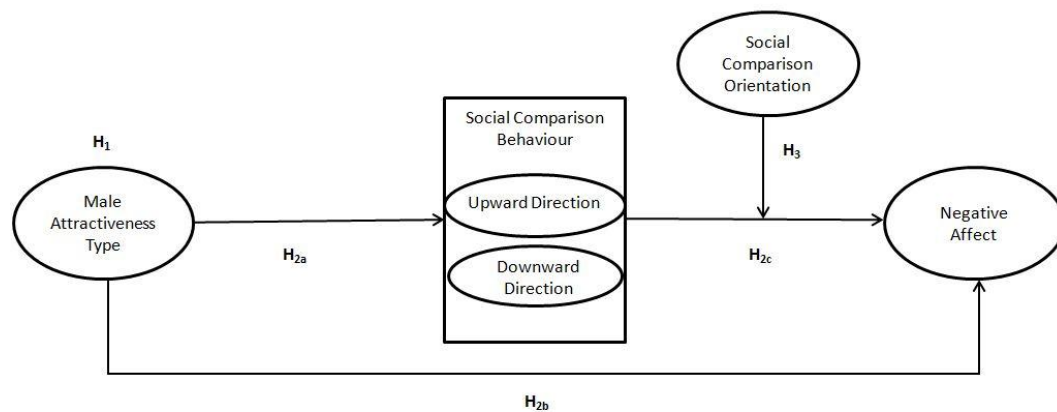 Social
Comparison
Orientation
Social Comparison
Behaviour
H1
H3
Male
Attractiveness
Type
Upward Direction
Negative
Affect
H2a
H2c
Downward
Direction
H2b